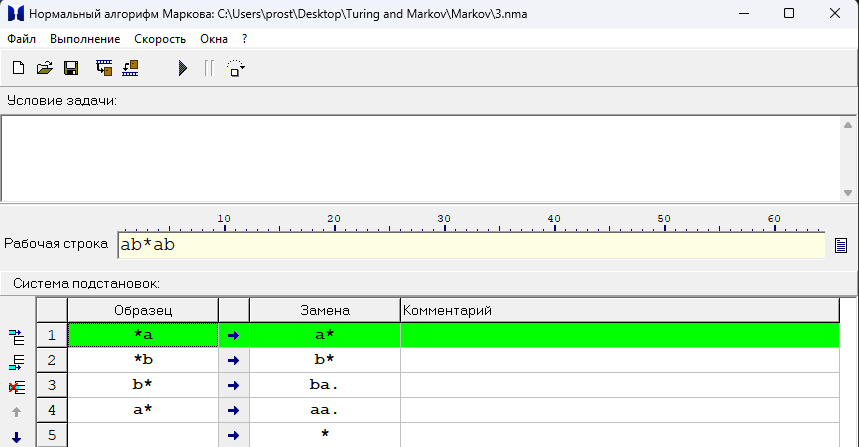 Нормальный алгорифм Маркова: C:\Users\prost\Desktop\Turing and Markov\Markov\3.nma
Файл Выполнение Скорость Окна ?
Условие задачи:
10 20 30 40 50 60
Рабочая строка ab*ab
Система подстановок:
Образец Замена Комментарий
1 *a → a*
2 *b → b*
3 b* → ba.
4 a* → aa.
5 → *